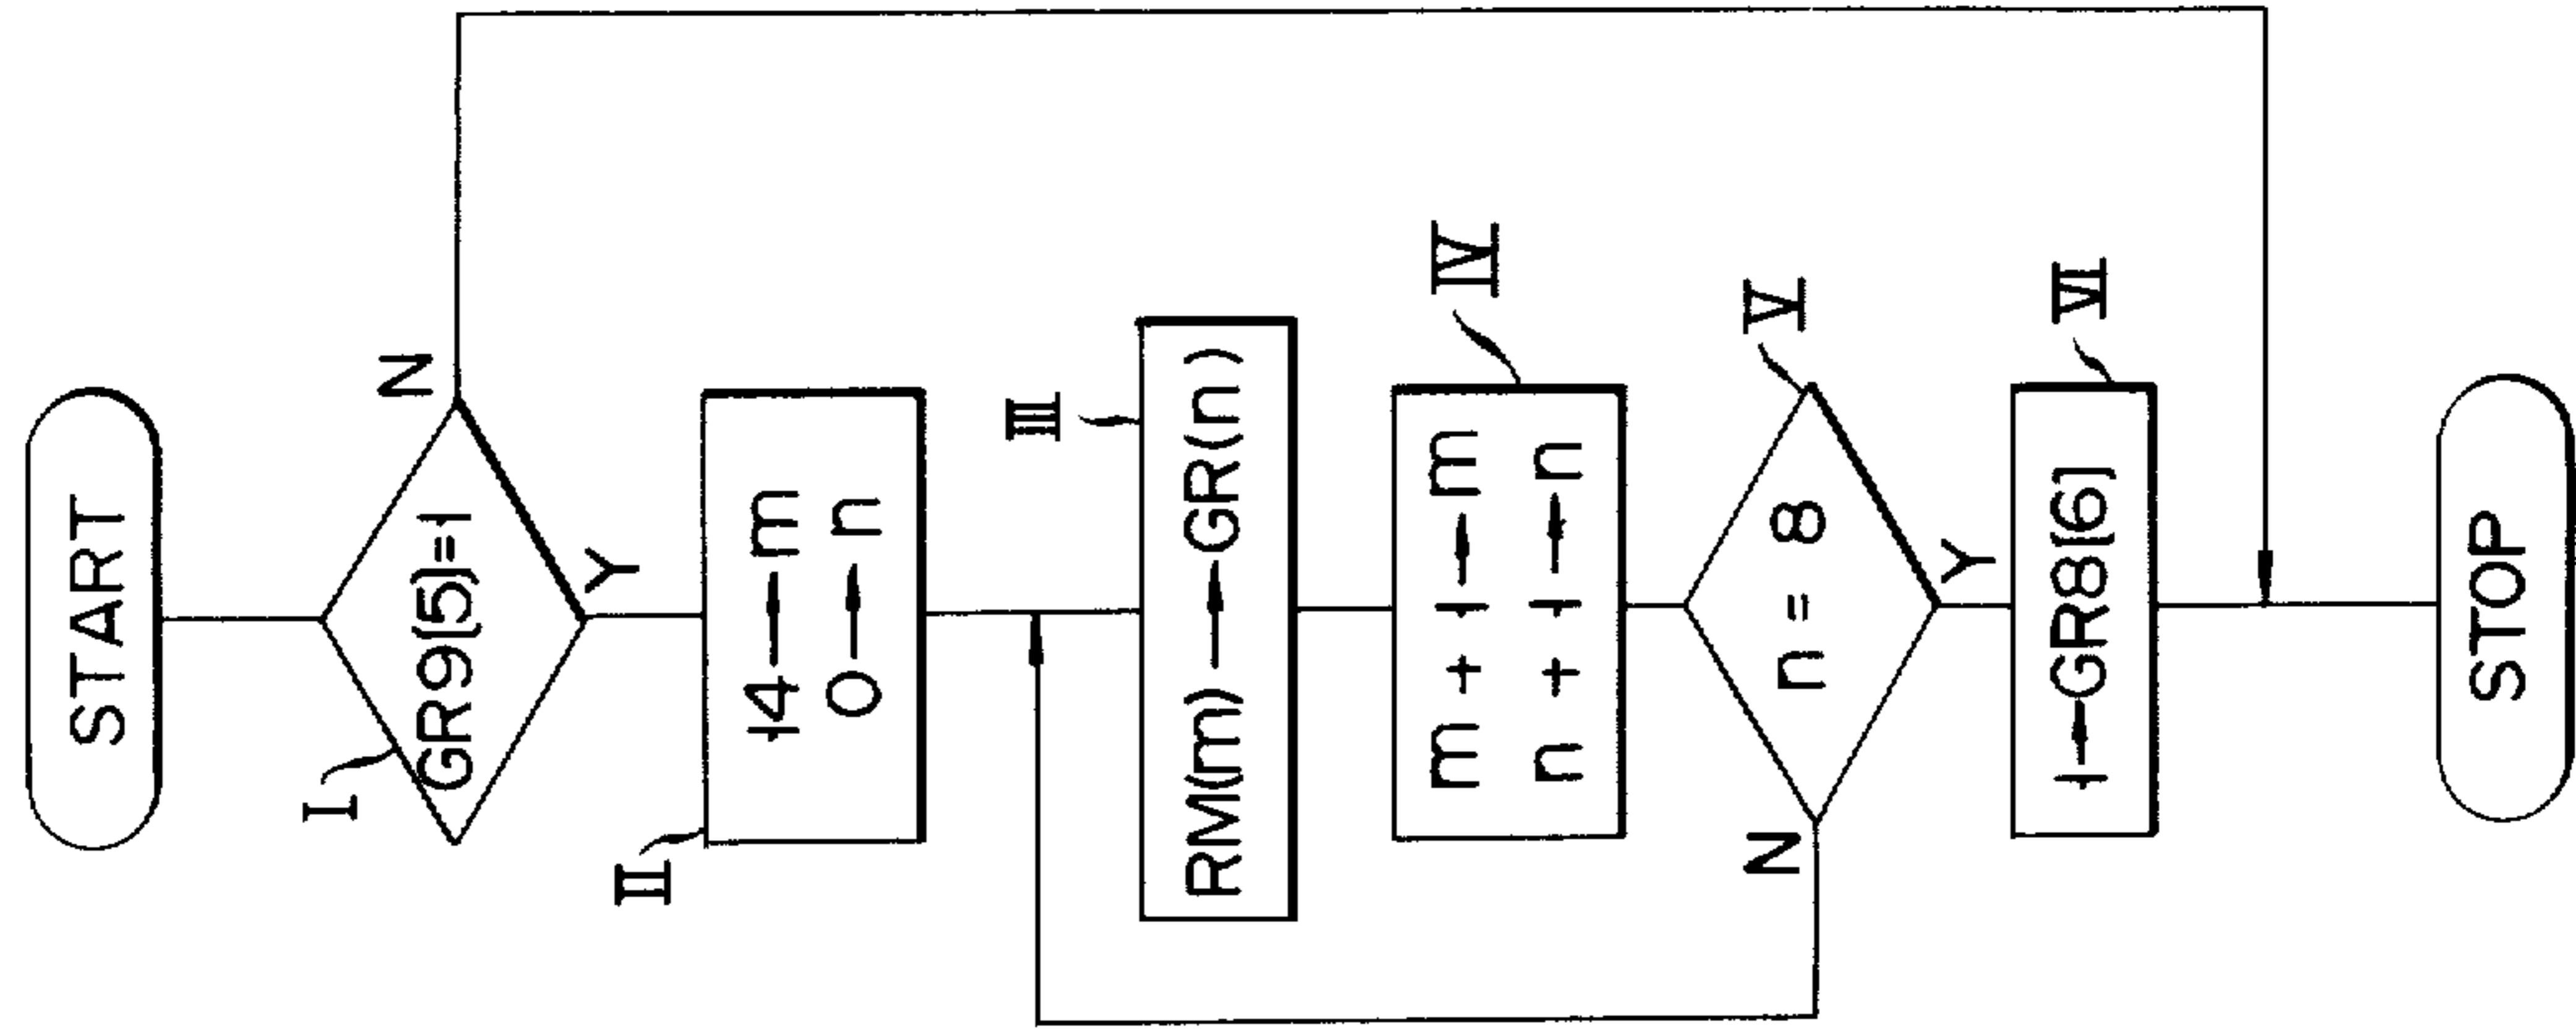 START
I
GR9[5]=1
N
Y
II
14→m
0→n
III
RM(m)→GR(n)
IV
m + 1→m
n + 1→n
V
n = 8
N
Y
VI
1→GR8[6]
STOP